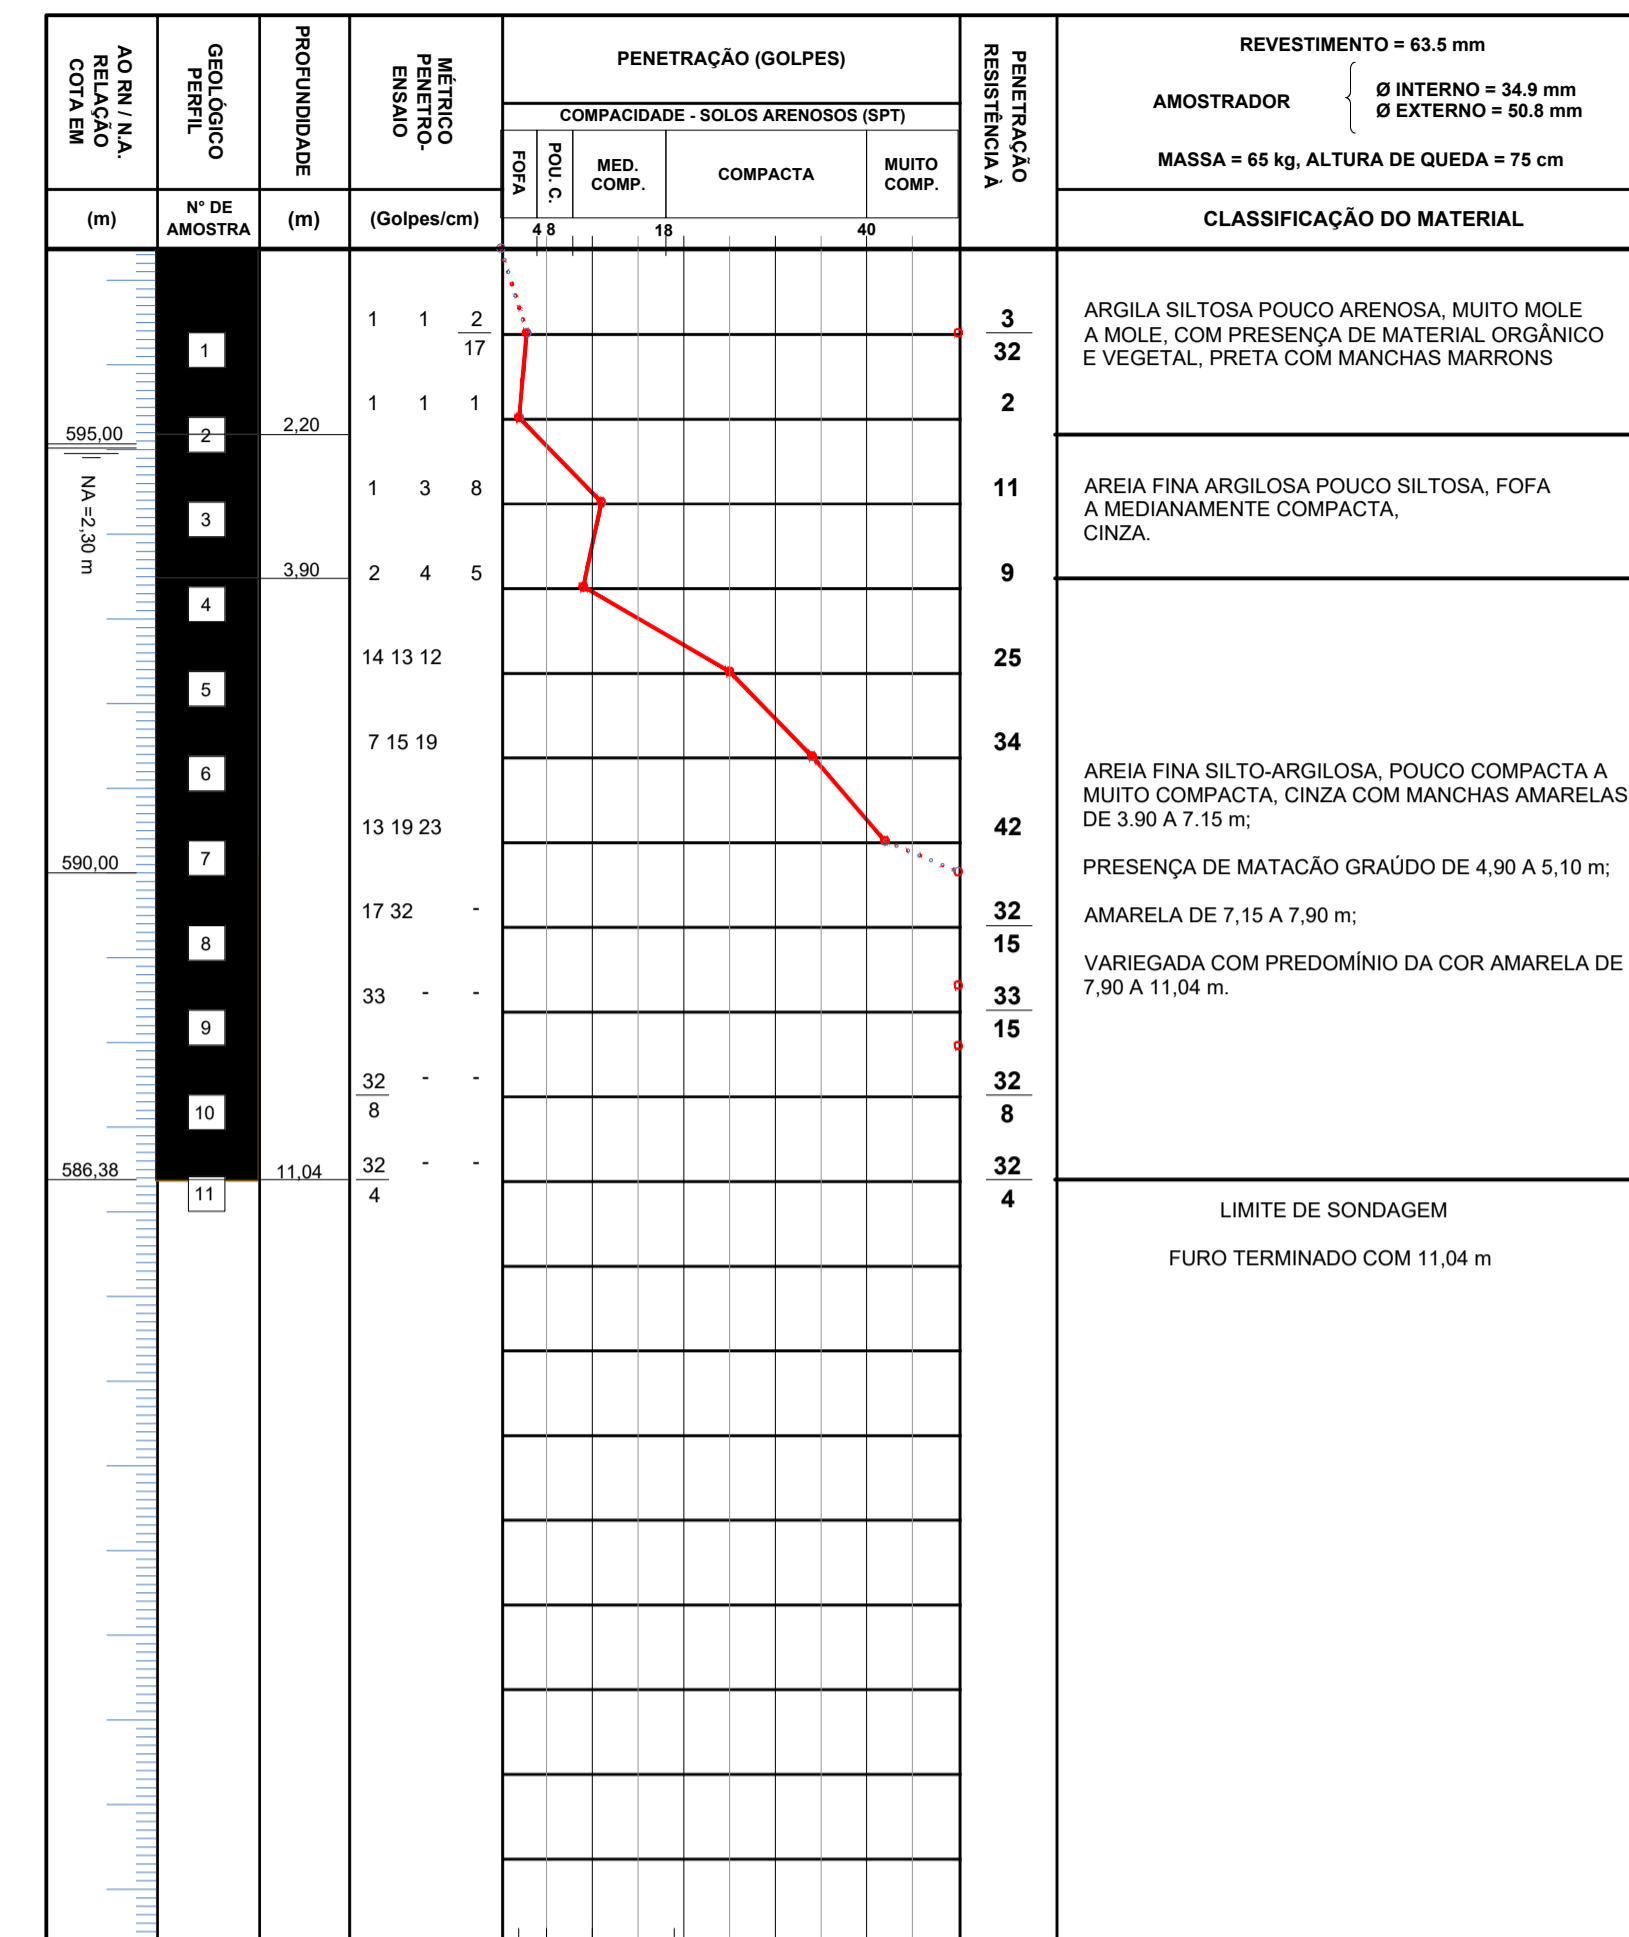 COTA EM
RELAÇÃO
AO RN / N.A.
(m)
PERFIL
GEOLÓGICO
N° DE
AMOSTRA
PROFUNDIDADE
(m)
ENSAIO
PENETRO-
MÉTRICO
(Golpes/cm)
PENETRAÇÃO (GOLPES)
COMPACIDADE - SOLOS ARENOSOS (SPT)
FOFA
POU. C.
MED.
COMP.
COMPACTA
MUITO
COMP.
4 8 18 40
RESISTÊNCIA À
PENETRAÇÃO
REVESTIMENTO = 63.5 mm
AMOSTRADOR
Ø INTERNO = 34.9 mm
Ø EXTERNO = 50.8 mm
MASSA = 65 kg, ALTURA DE QUEDA = 75 cm
CLASSIFICAÇÃO DO MATERIAL
1 1 2 3
17 32
1
ARGILA SILTOSA POUCO ARENOSA, MUITO MOLE
A MOLE, COM PRESENÇA DE MATERIAL ORGÂNICO
E VEGETAL, PRETA COM MANCHAS MARRONS
1 1 1 2
595,00 2 2,20
NA =2,30 m
1 3 8 11
3
AREIA FINA ARGILOSA POUCO SILTOSA, FOFA
A MEDIANAMENTE COMPACTA,
CINZA.
3,90 2 4 5 9
4
14 13 12 25
5
7 15 19 34
6
13 19 23 42
590,00 7
17 32 - 32
15
8
33 - - 33
15
9
32 - - 32
8 8
10
AREIA FINA SILTO-ARGILOSA, POUCO COMPACTA A
MUITO COMPACTA, CINZA COM MANCHAS AMARELAS
DE 3.90 A 7.15 m;
PRESENÇA DE MATACÃO GRAÚDO DE 4,90 A 5,10 m;
AMARELA DE 7,15 A 7,90 m;
VARIEGADA COM PREDOMÍNIO DA COR AMARELA DE
7,90 A 11,04 m.
586,38 11,04 32 - - 32
11 4 4
LIMITE DE SONDAGEM
FURO TERMINADO COM 11,04 m